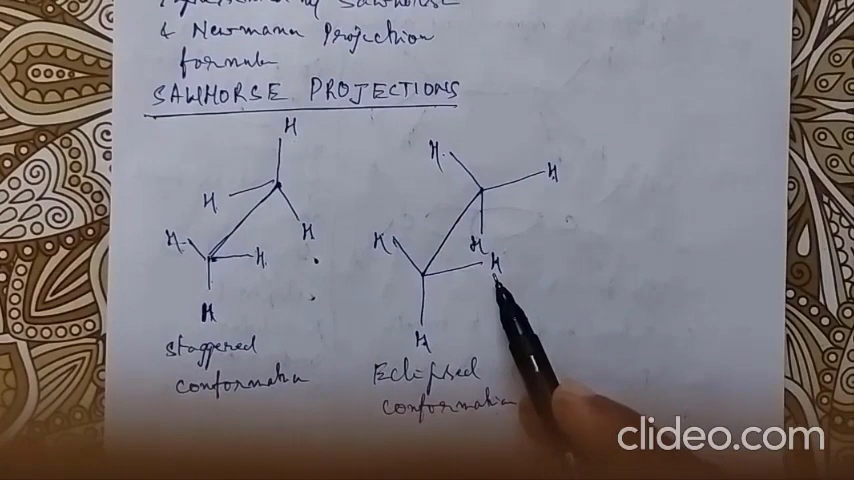 & Newmann Projection
formula
SAWHORSE PROJECTIONS
H
H
H
H
H
H
Staggered
conformation
H
H
H
H
H
H
Eclipsed
conformation
clideo.com